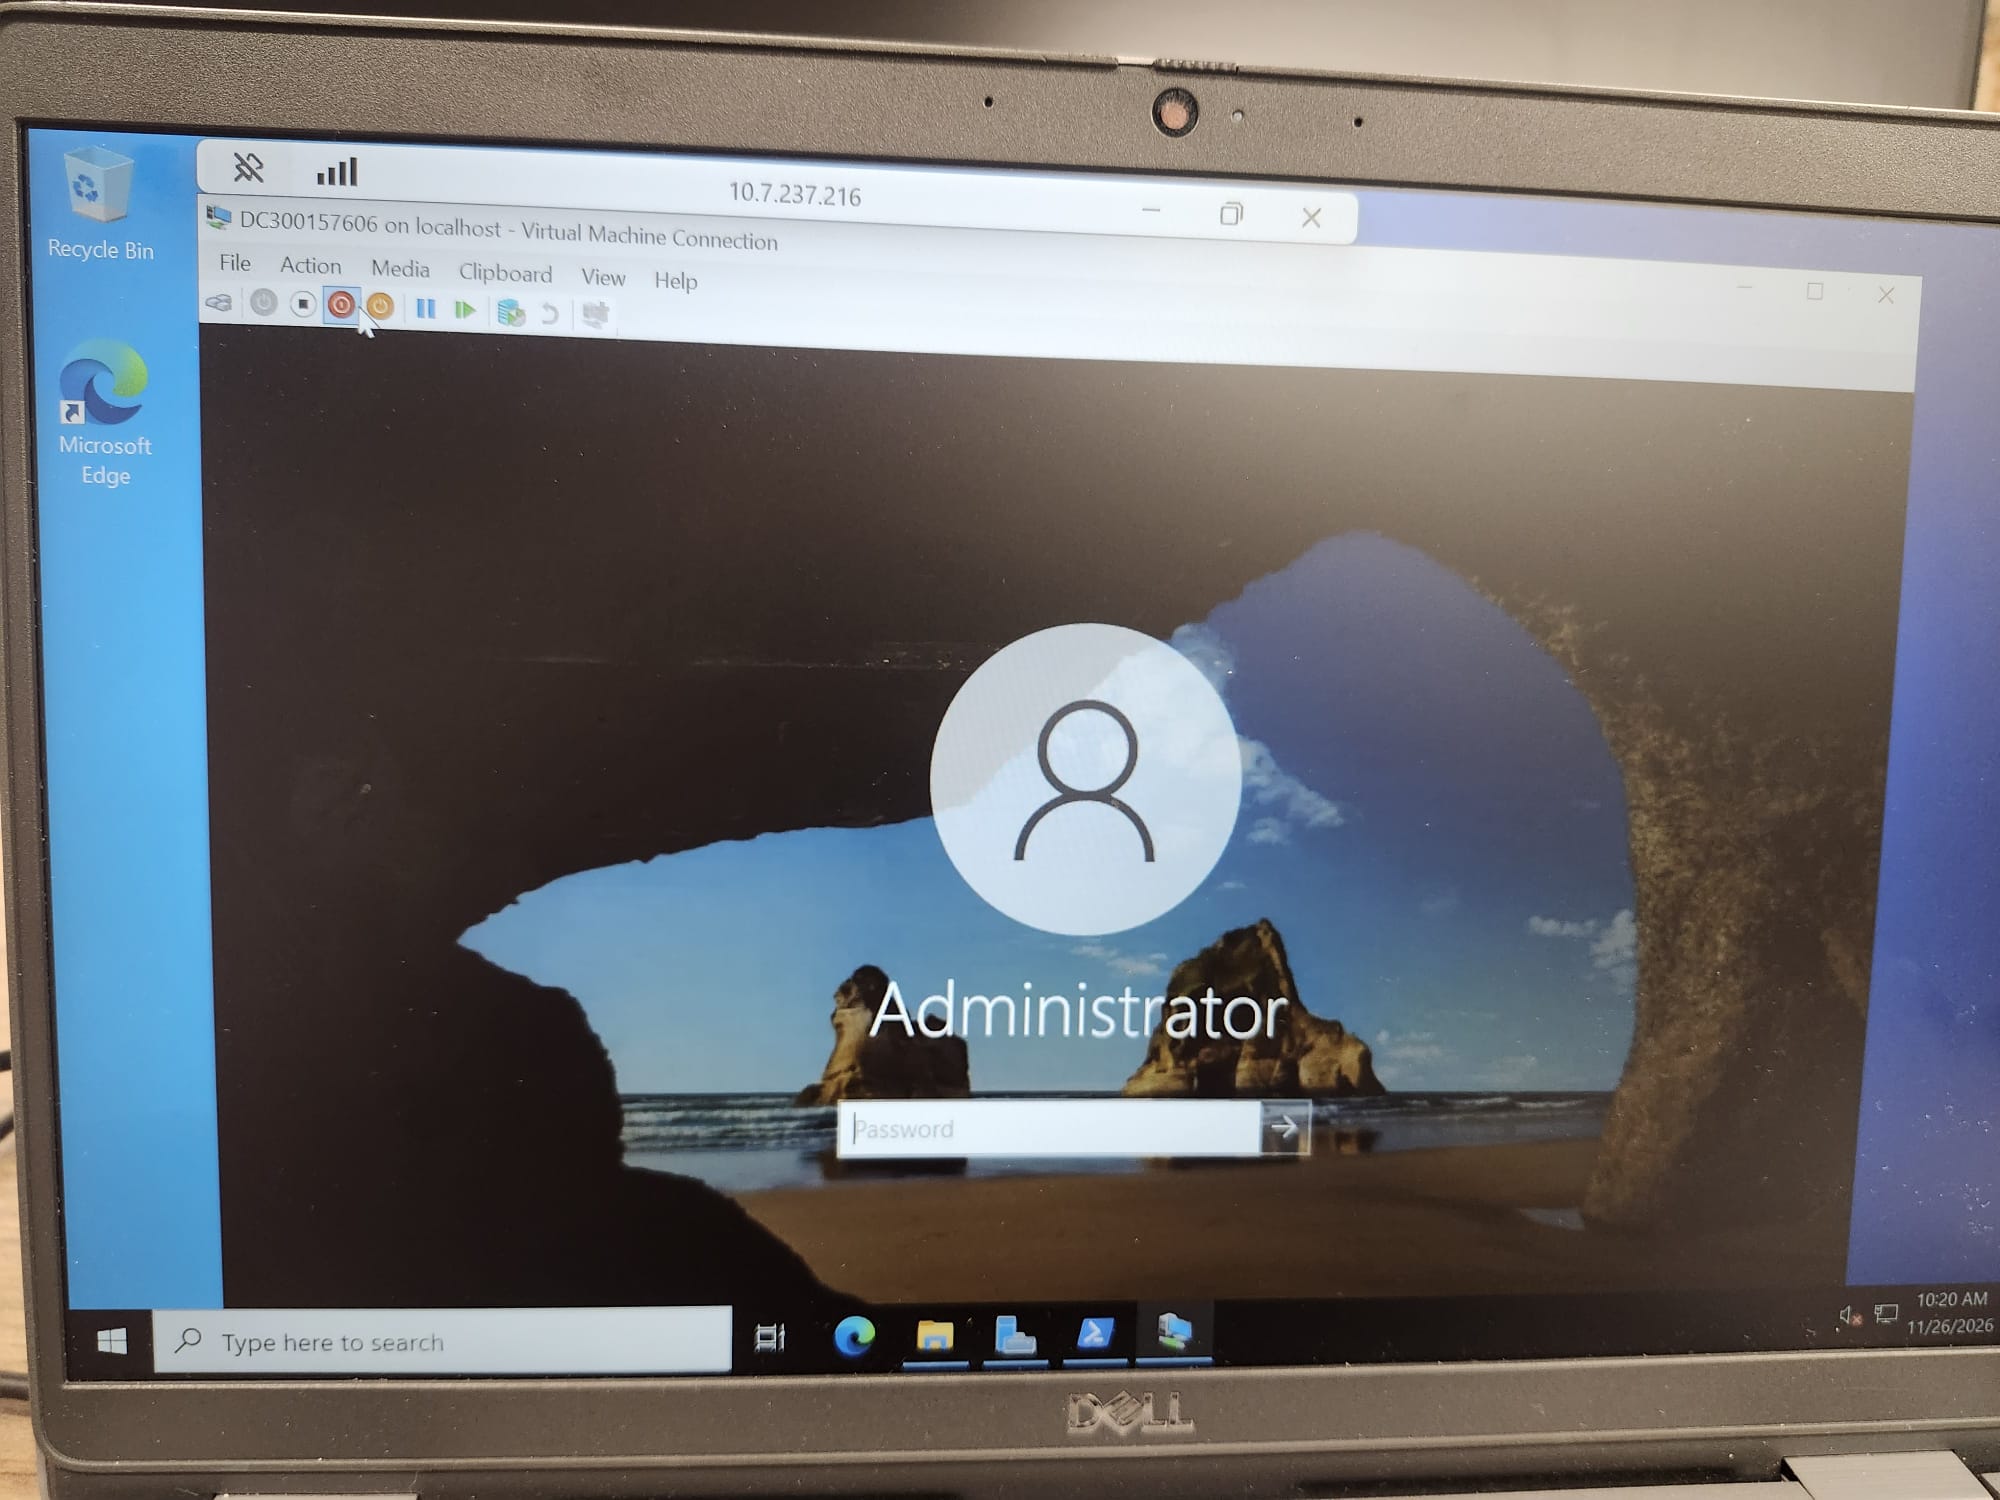 10.7.237.216
DC300157606 on localhost - Virtual Machine Connection
File Action Media Clipboard View Help
Recycle Bin
Microsoft
Edge
Administrator
Password
Type here to search
10:20 AM
11/26/2026
DELL